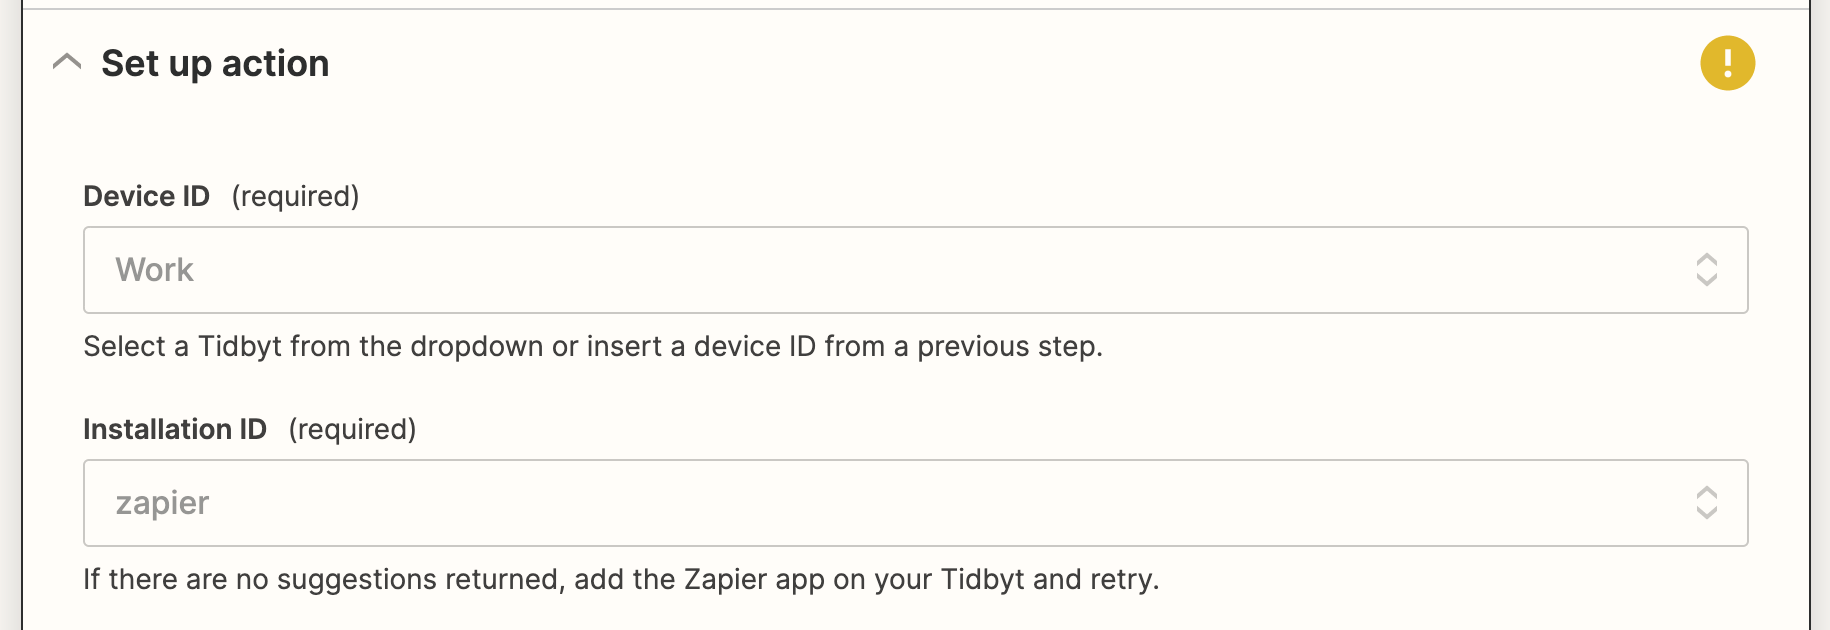 Set up action
!
Device ID (required)
Work
Select a Tidbyt from the dropdown or insert a device ID from a previous step.
Installation ID (required)
zapier
If there are no suggestions returned, add the Zapier app on your Tidbyt and retry.